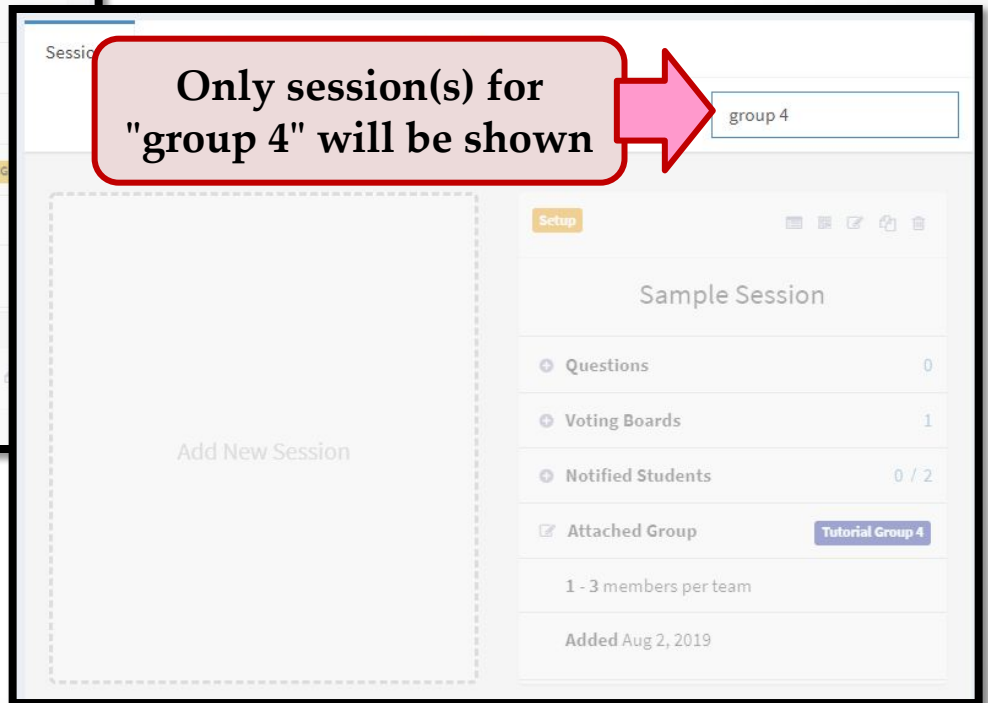 Sessio
Only session(s) for
"group 4" will be shown
group 4
Setup
Sample Session
Questions 0
Voting Boards 1
Add New Session
Notified Students 0 / 2
Attached Group Tutorial Group 4
1 - 3 members per team
Added Aug 2, 2019